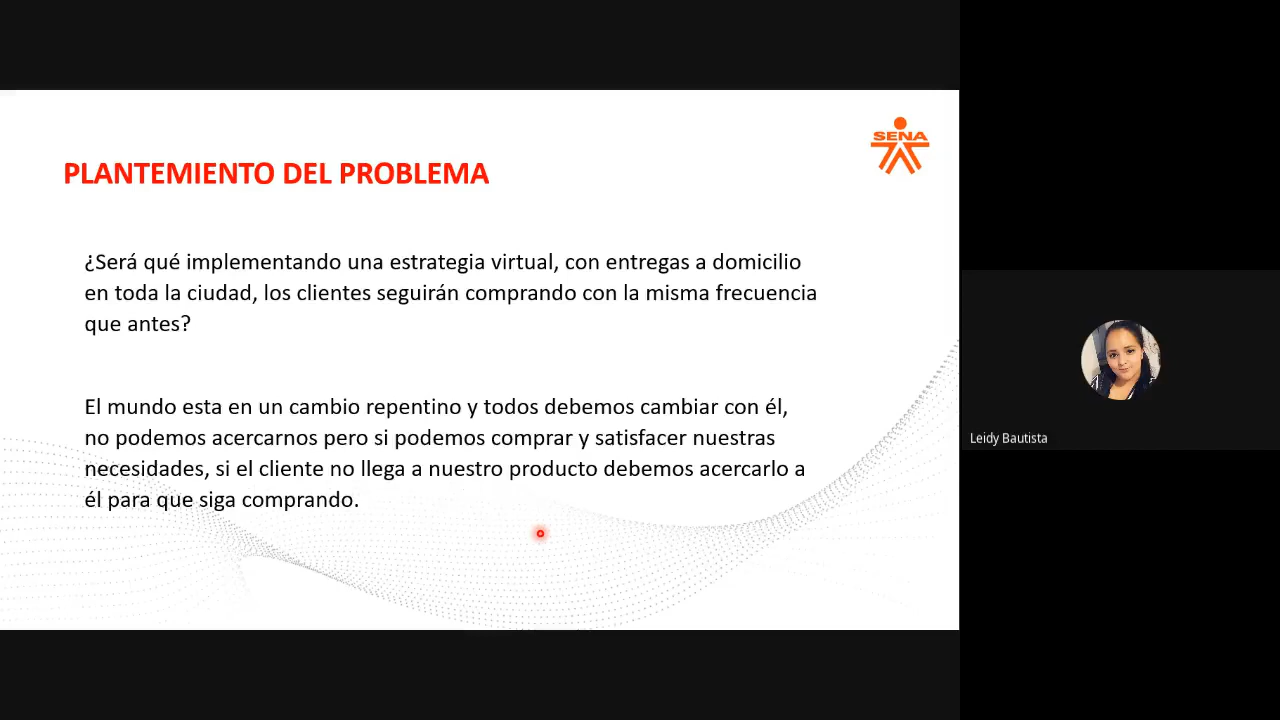 SENA
PLANTEMIENTO DEL PROBLEMA
¿Será qué implementando una estrategia virtual, con entregas a domicilio
en toda la ciudad, los clientes seguirán comprando con la misma frecuencia
que antes?
El mundo esta en un cambio repentino y todos debemos cambiar con él,
no podemos acercarnos pero si podemos comprar y satisfacer nuestras
necesidades, si el cliente no llega a nuestro producto debemos acercarlo a
él para que siga comprando.
Leidy Bautista